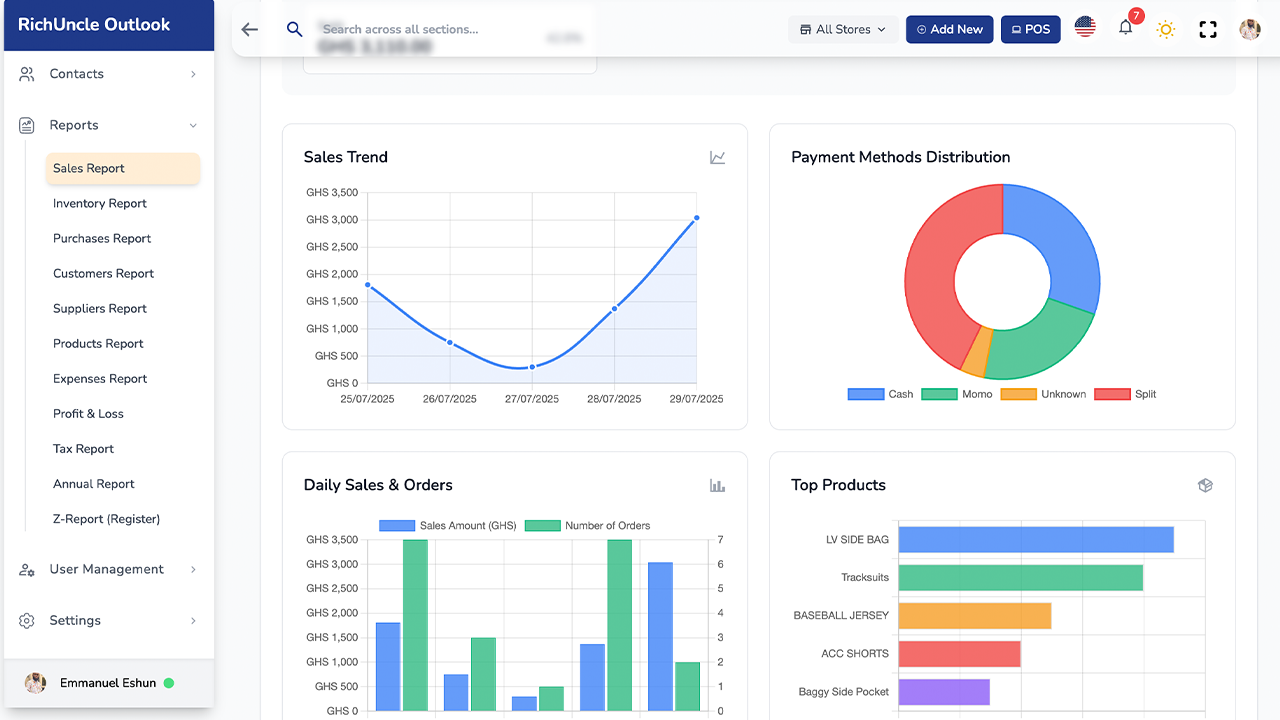 RichUncle Outlook
Contacts
Reports
Sales Report
Inventory Report
Purchases Report
Customers Report
Suppliers Report
Products Report
Expenses Report
Profit & Loss
Tax Report
Annual Report
Z-Report (Register)
User Management
Settings
Emmanuel Eshun
Search across all sections...
GHS 3,110.00
All Stores
Add New
POS
7
Sales Trend
GHS 3,500
GHS 3,000
GHS 2,500
GHS 2,000
GHS 1,500
GHS 1,000
GHS 500
GHS 0
25/07/2025 26/07/2025 27/07/2025 28/07/2025 29/07/2025
Payment Methods Distribution
Cash Momo Unknown Split
Daily Sales & Orders
Sales Amount (GHS) Number of Orders
GHS 3,500 7
GHS 3,000 6
GHS 2,500 5
GHS 2,000 4
GHS 1,500 3
GHS 1,000 2
GHS 500 1
GHS 0 0
Top Products
LV SIDE BAG
Tracksuits
BASEBALL JERSEY
ACC SHORTS
Baggy Side Pocket